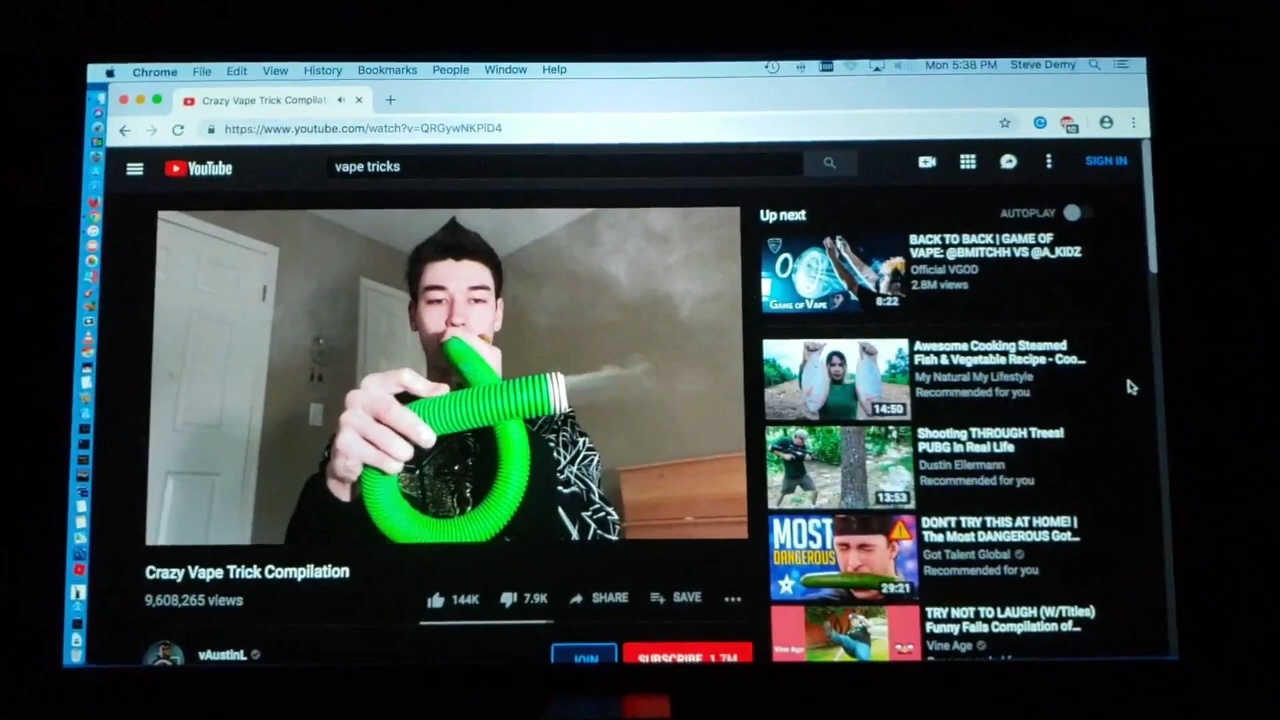 Chrome File Edit View History Bookmarks People Window Help Mon 5:38 PM Steve Demy
Crazy Vape Trick Compilat
https://www.youtube.com/watch?v=QRGywNKPiD4
YouTube
vape tricks
SIGN IN
Up next
AUTOPLAY
GAME OF VAPE
8:22
BACK TO BACK | GAME OF
VAPE: @BMITCHH VS @A_KIDZ
Official VGOD
2.8M views
14:50
Awesome Cooking Steamed
Fish & Vegetable Recipe - Coo...
My Natural My Lifestyle
Recommended for you
13:53
Shooting THROUGH Trees!
PUBG in Real Life
Dustin Ellermann
Recommended for you
MOST
DANGEROUS
29:21
DON'T TRY THIS AT HOME! |
The Most DANGEROUS Got...
Got Talent Global
Recommended for you
Vine Age
TRY NOT TO LAUGH (W/Titles)
Funny Fails Compilation of...
Vine Age
Crazy Vape Trick Compilation
9,608,265 views
144K 7.9K SHARE SAVE
vAustinL
JOIN
SUBSCRIBE 1.7M